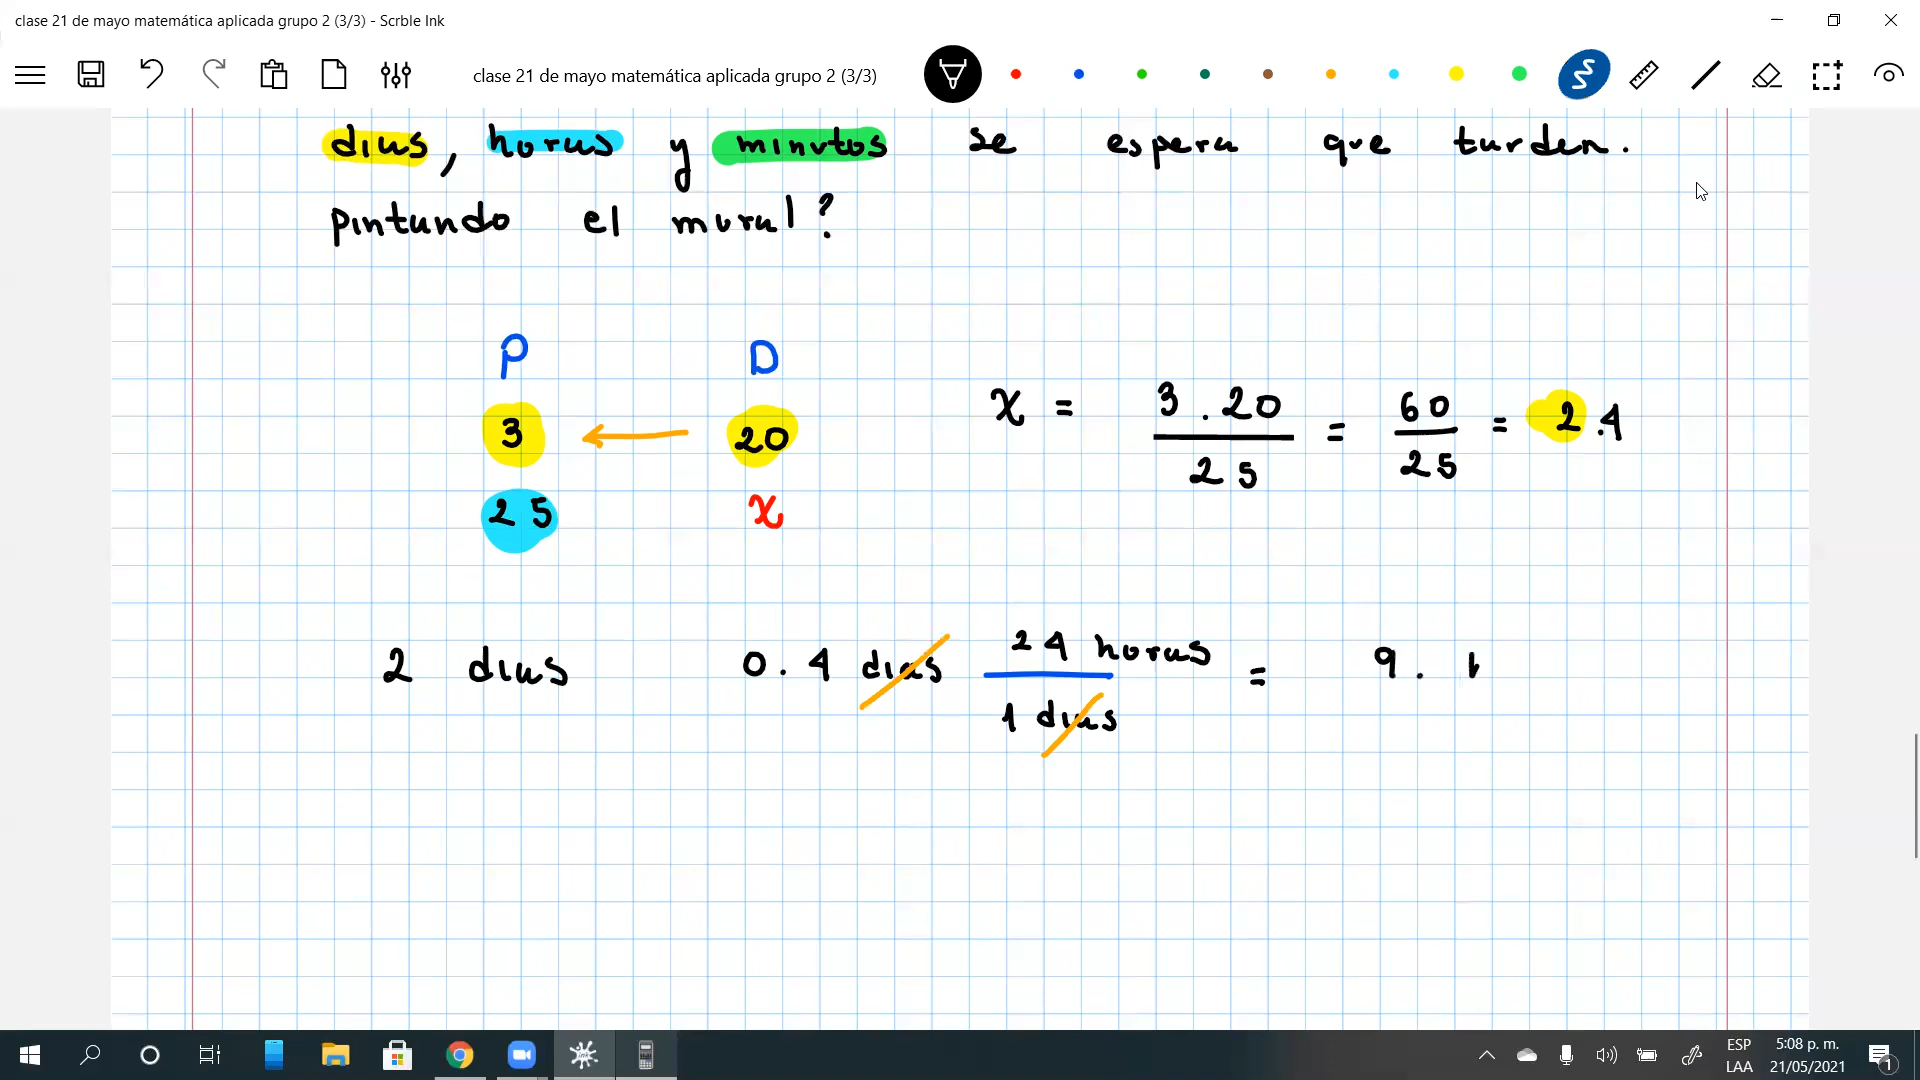 clase 21 de mayo matemática aplicada grupo 2 (3/3) - Scrble Ink
clase 21 de mayo matemática aplicada grupo 2 (3/3)
dias, horas y minutos se espera que tarden.
pintando el mural?
P D
3 20
25 x
x = 3 . 20 / 25 = 60 / 25 = 2.4
2 dias 0.4 dias 24 horas / 1 dias = 9.
ESP
LAA
5:08 p. m.
21/05/2021
1